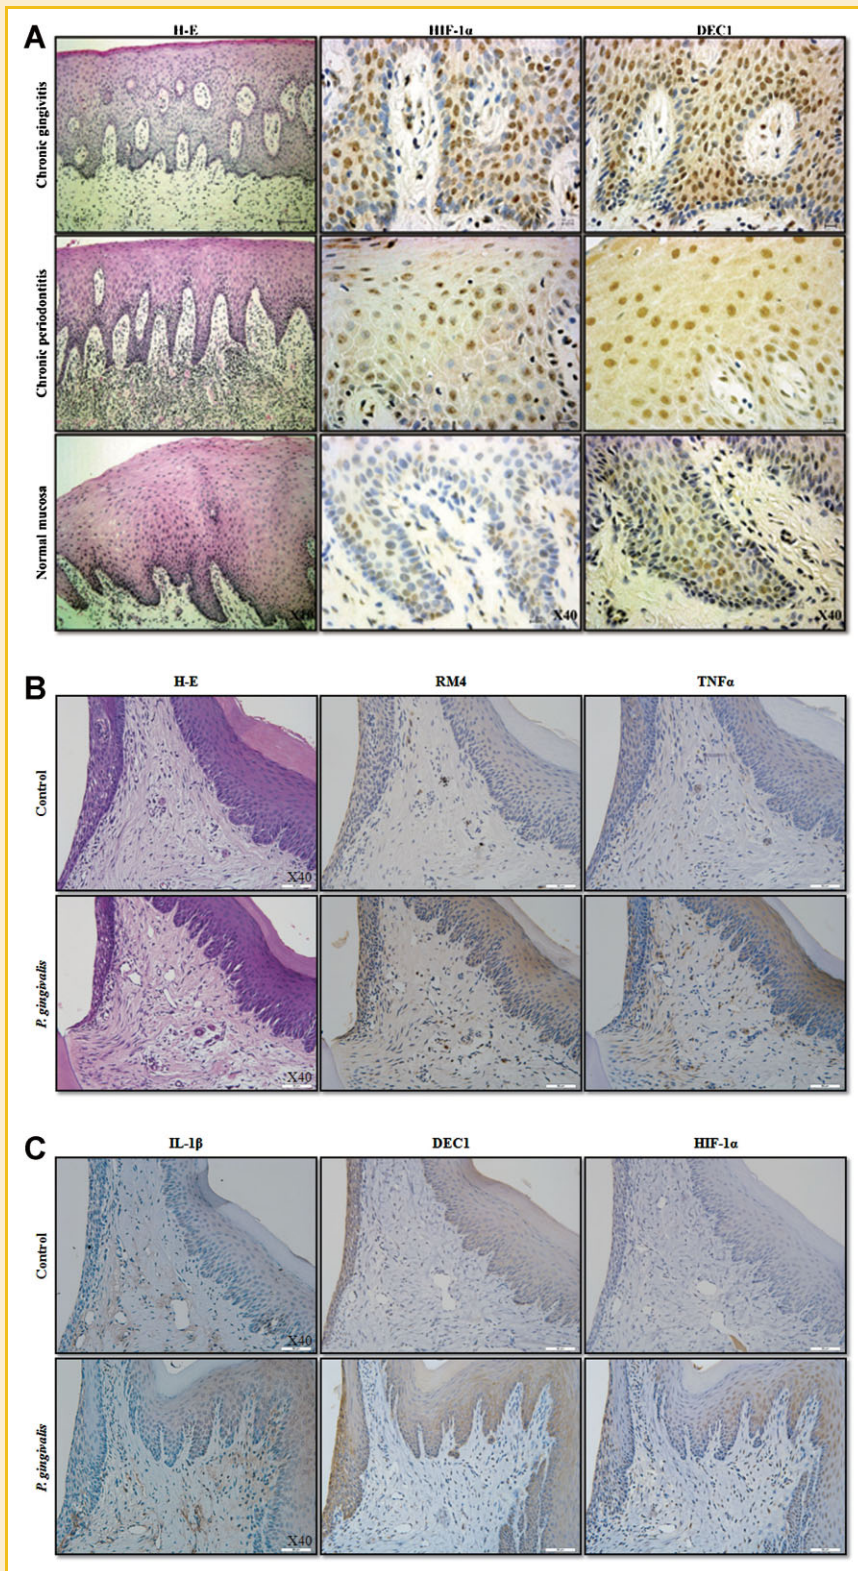 A
H-E HIF-1α DEC1
Chronic gingivitis
Chronic periodontitis
Normal mucosa
X40 X40
B
H-E RM4 TNFα
Control
X40
P. gingivalis
X40
C
IL-1β DEC1 HIF-1α
Control
X40
P. gingivalis
X40